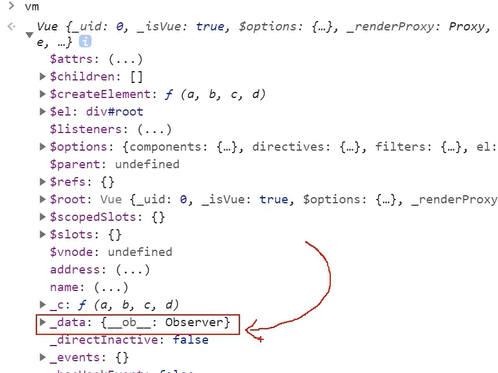 > vm
Vue {_uid: 0, _isVue: true, $options: {…}, _renderProxy: Proxy,
e, …} i
$attrs: (...)
$children: []
$createElement: ƒ (a, b, c, d)
$el: div#root
$listeners: (...)
$options: {components: {…}, directives: {…}, filters: {…}, el:
$parent: undefined
$refs: {}
$root: Vue {_uid: 0, _isVue: true, $options: {…}, _renderProxy
$scopedSlots: {}
$slots: {}
$vnode: undefined
address: (...)
name: (...)
_c: ƒ (a, b, c, d)
_data: {__ob__: Observer}
_directInactive: false
_events: {}